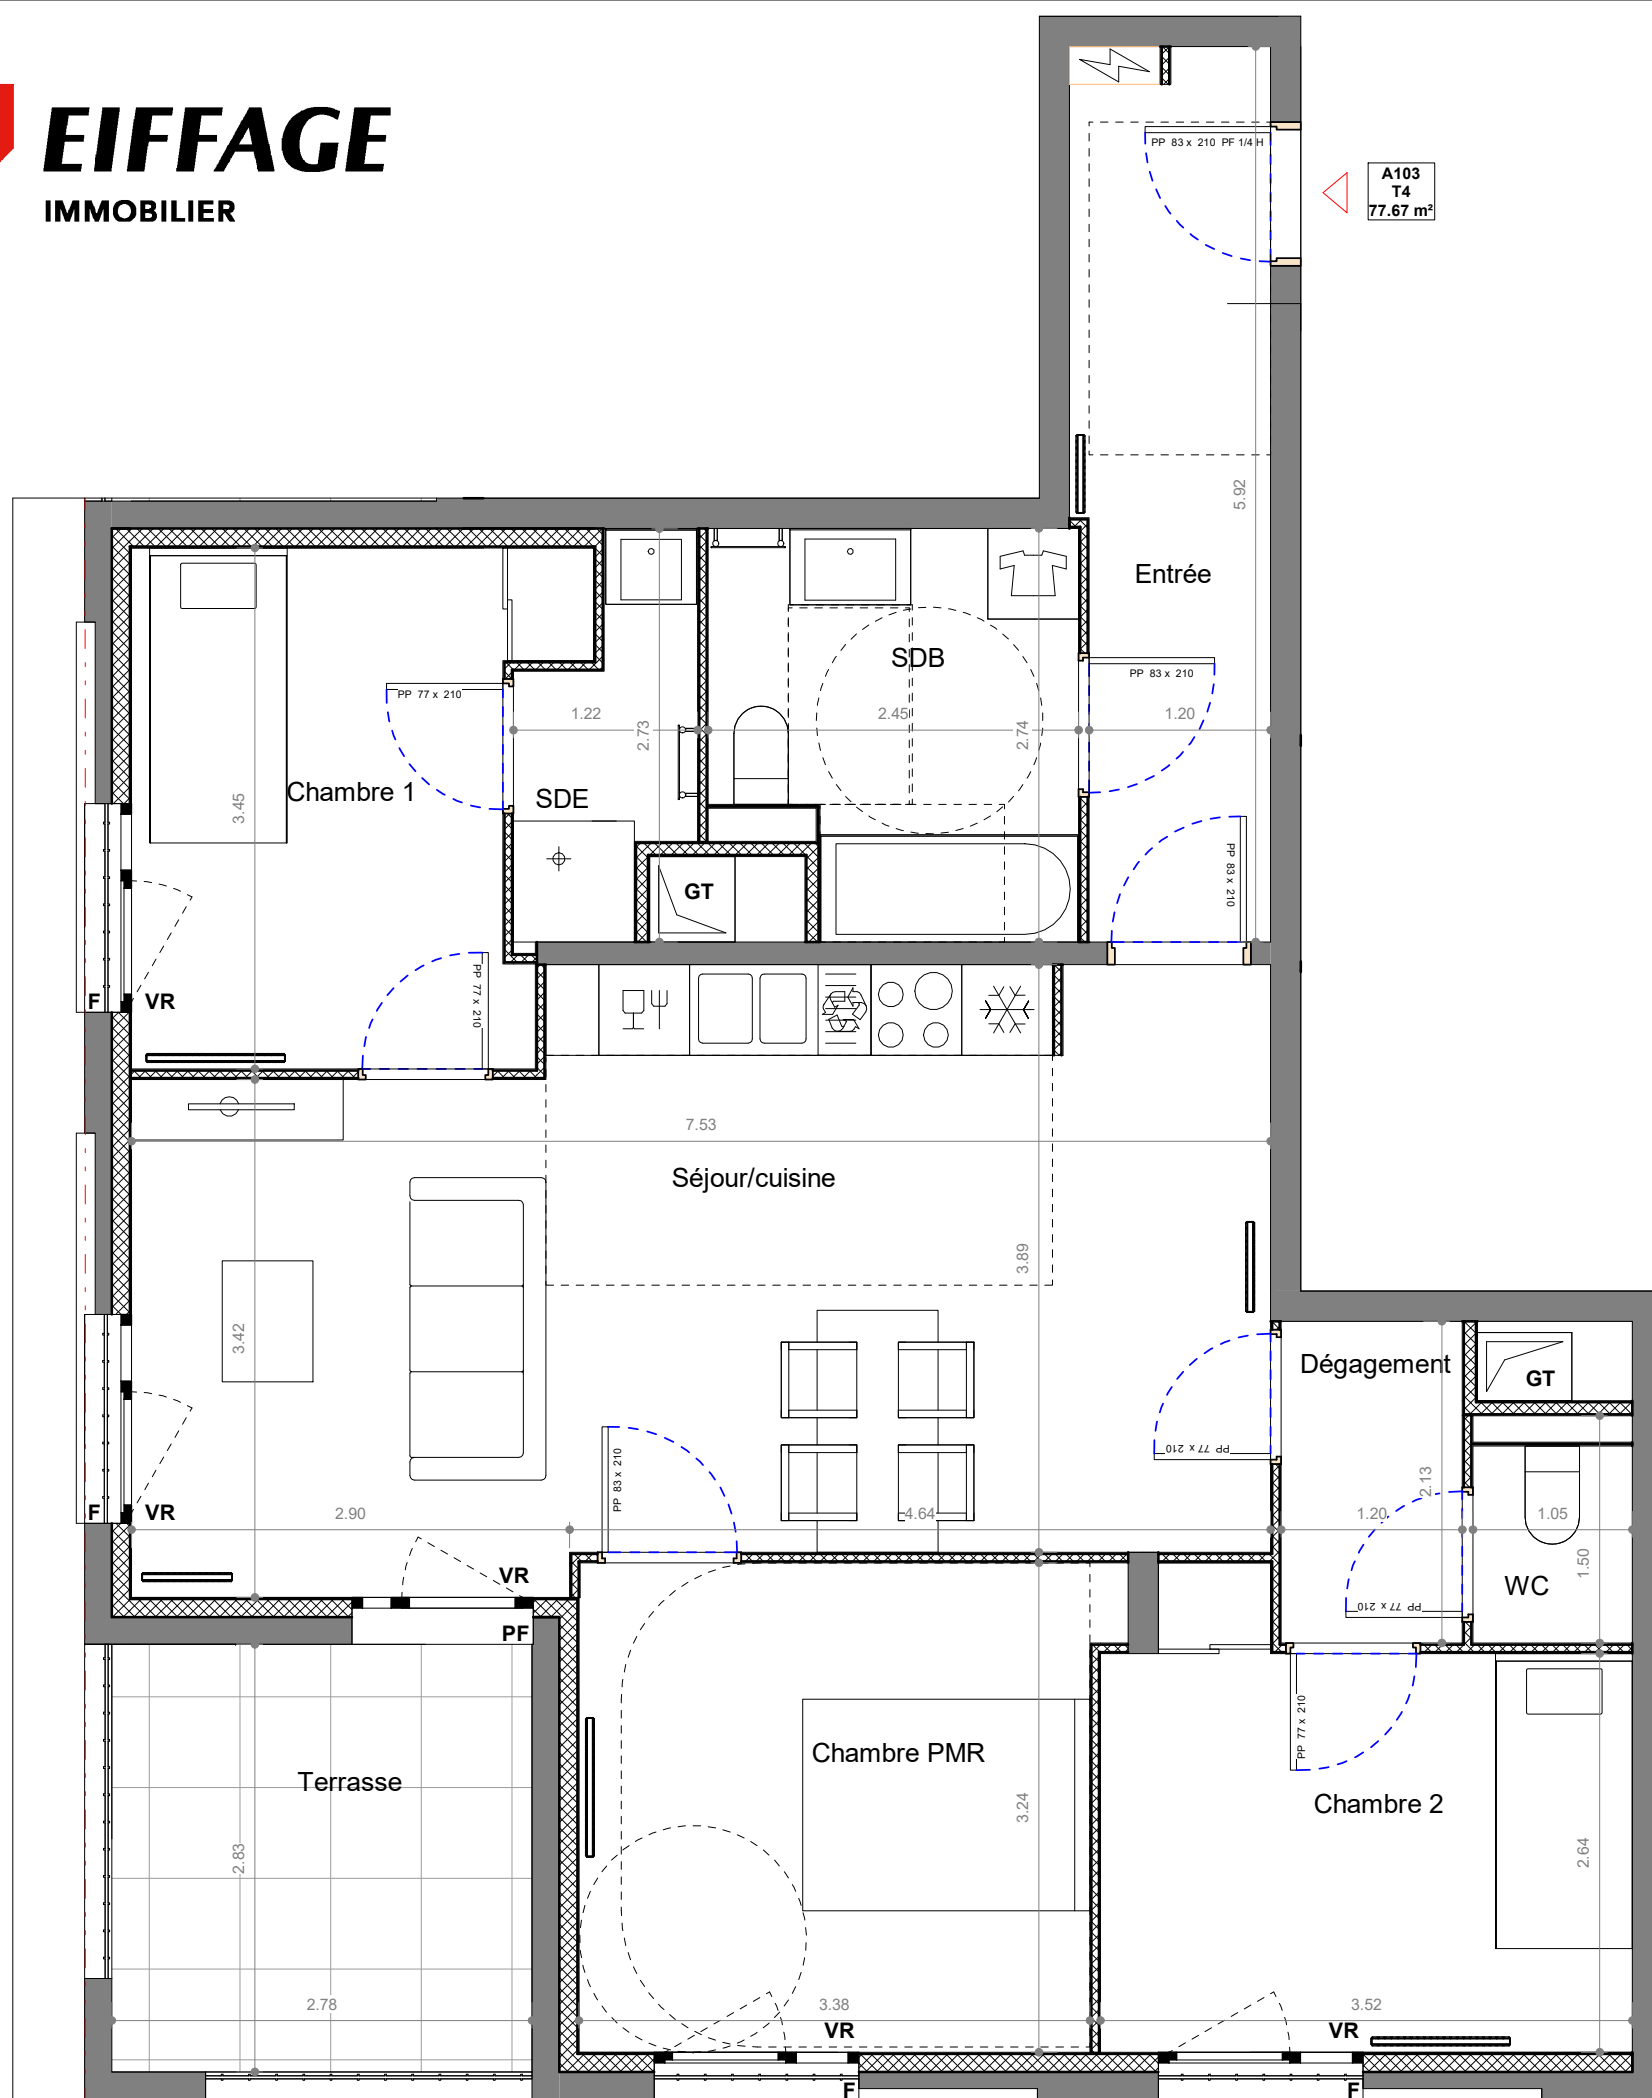 EIFFAGE
IMMOBILIER
PP 83 x 210 PF 1/4 H
A103
T4
77.67 m²
5.92
Entrée
SDB
PP 83 x 210
PP 77 x 210
1.22
2.73
2.45
2.74
1.20
Chambre 1
3.45
SDE
PP 83 x 210
GT
PP 77 x 210
F
VR
7.53
Séjour/cuisine
3.89
3.42
Dégagement
GT
PP 77 x 210
PP 83 x 210
2.13
F
VR
2.90
4.64
1.20
1.05
1.50
VR
WC
PP 77 x 210
PF
PP 77 x 210
Chambre PMR
Terrasse
Chambre 2
3.24
2.83
2.64
2.78
3.38
3.52
VR
VR
F
F